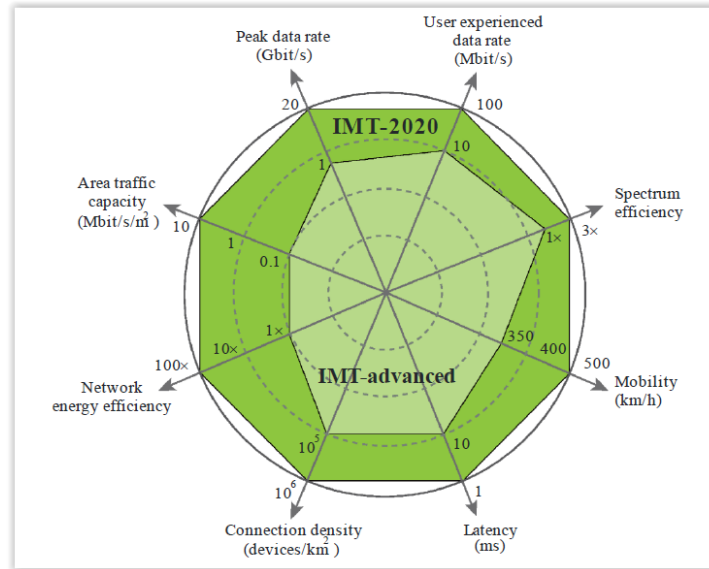 Peak data rate
(Gbit/s)
User experienced
data rate
(Mbit/s)
20
100
IMT-2020
1
10
Area traffic
capacity
(Mbit/s/m²)
Spectrum
efficiency
10
1
0.1
1×
3×
1×
10×
100×
350
400
500
Network
energy efficiency
IMT-advanced
Mobility
(km/h)
10⁵
10
10⁶
1
Connection density
(devices/km²)
Latency
(ms)